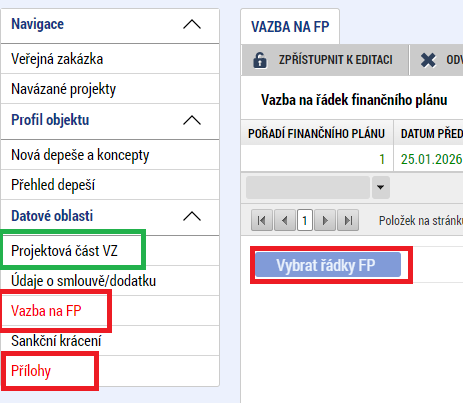 Navigace
Veřejná zakázka
Navázané projekty
Profil objektu
Nová depeše a koncepty
Přehled depeší
Datové oblasti
Projektová část VZ
Údaje o smlouvě/dodatku
Vazba na FP
Sankční krácení
Přílohy
VAZBA NA FP
ZPŘÍSTUPNIT K EDITACI
Vazba na řádek finančního plánu
POŘADÍ FINANČNÍHO PLÁNU
DATUM PŘED
1
25.01.2026
1
Položek na stránk
Vybrat řádky FP